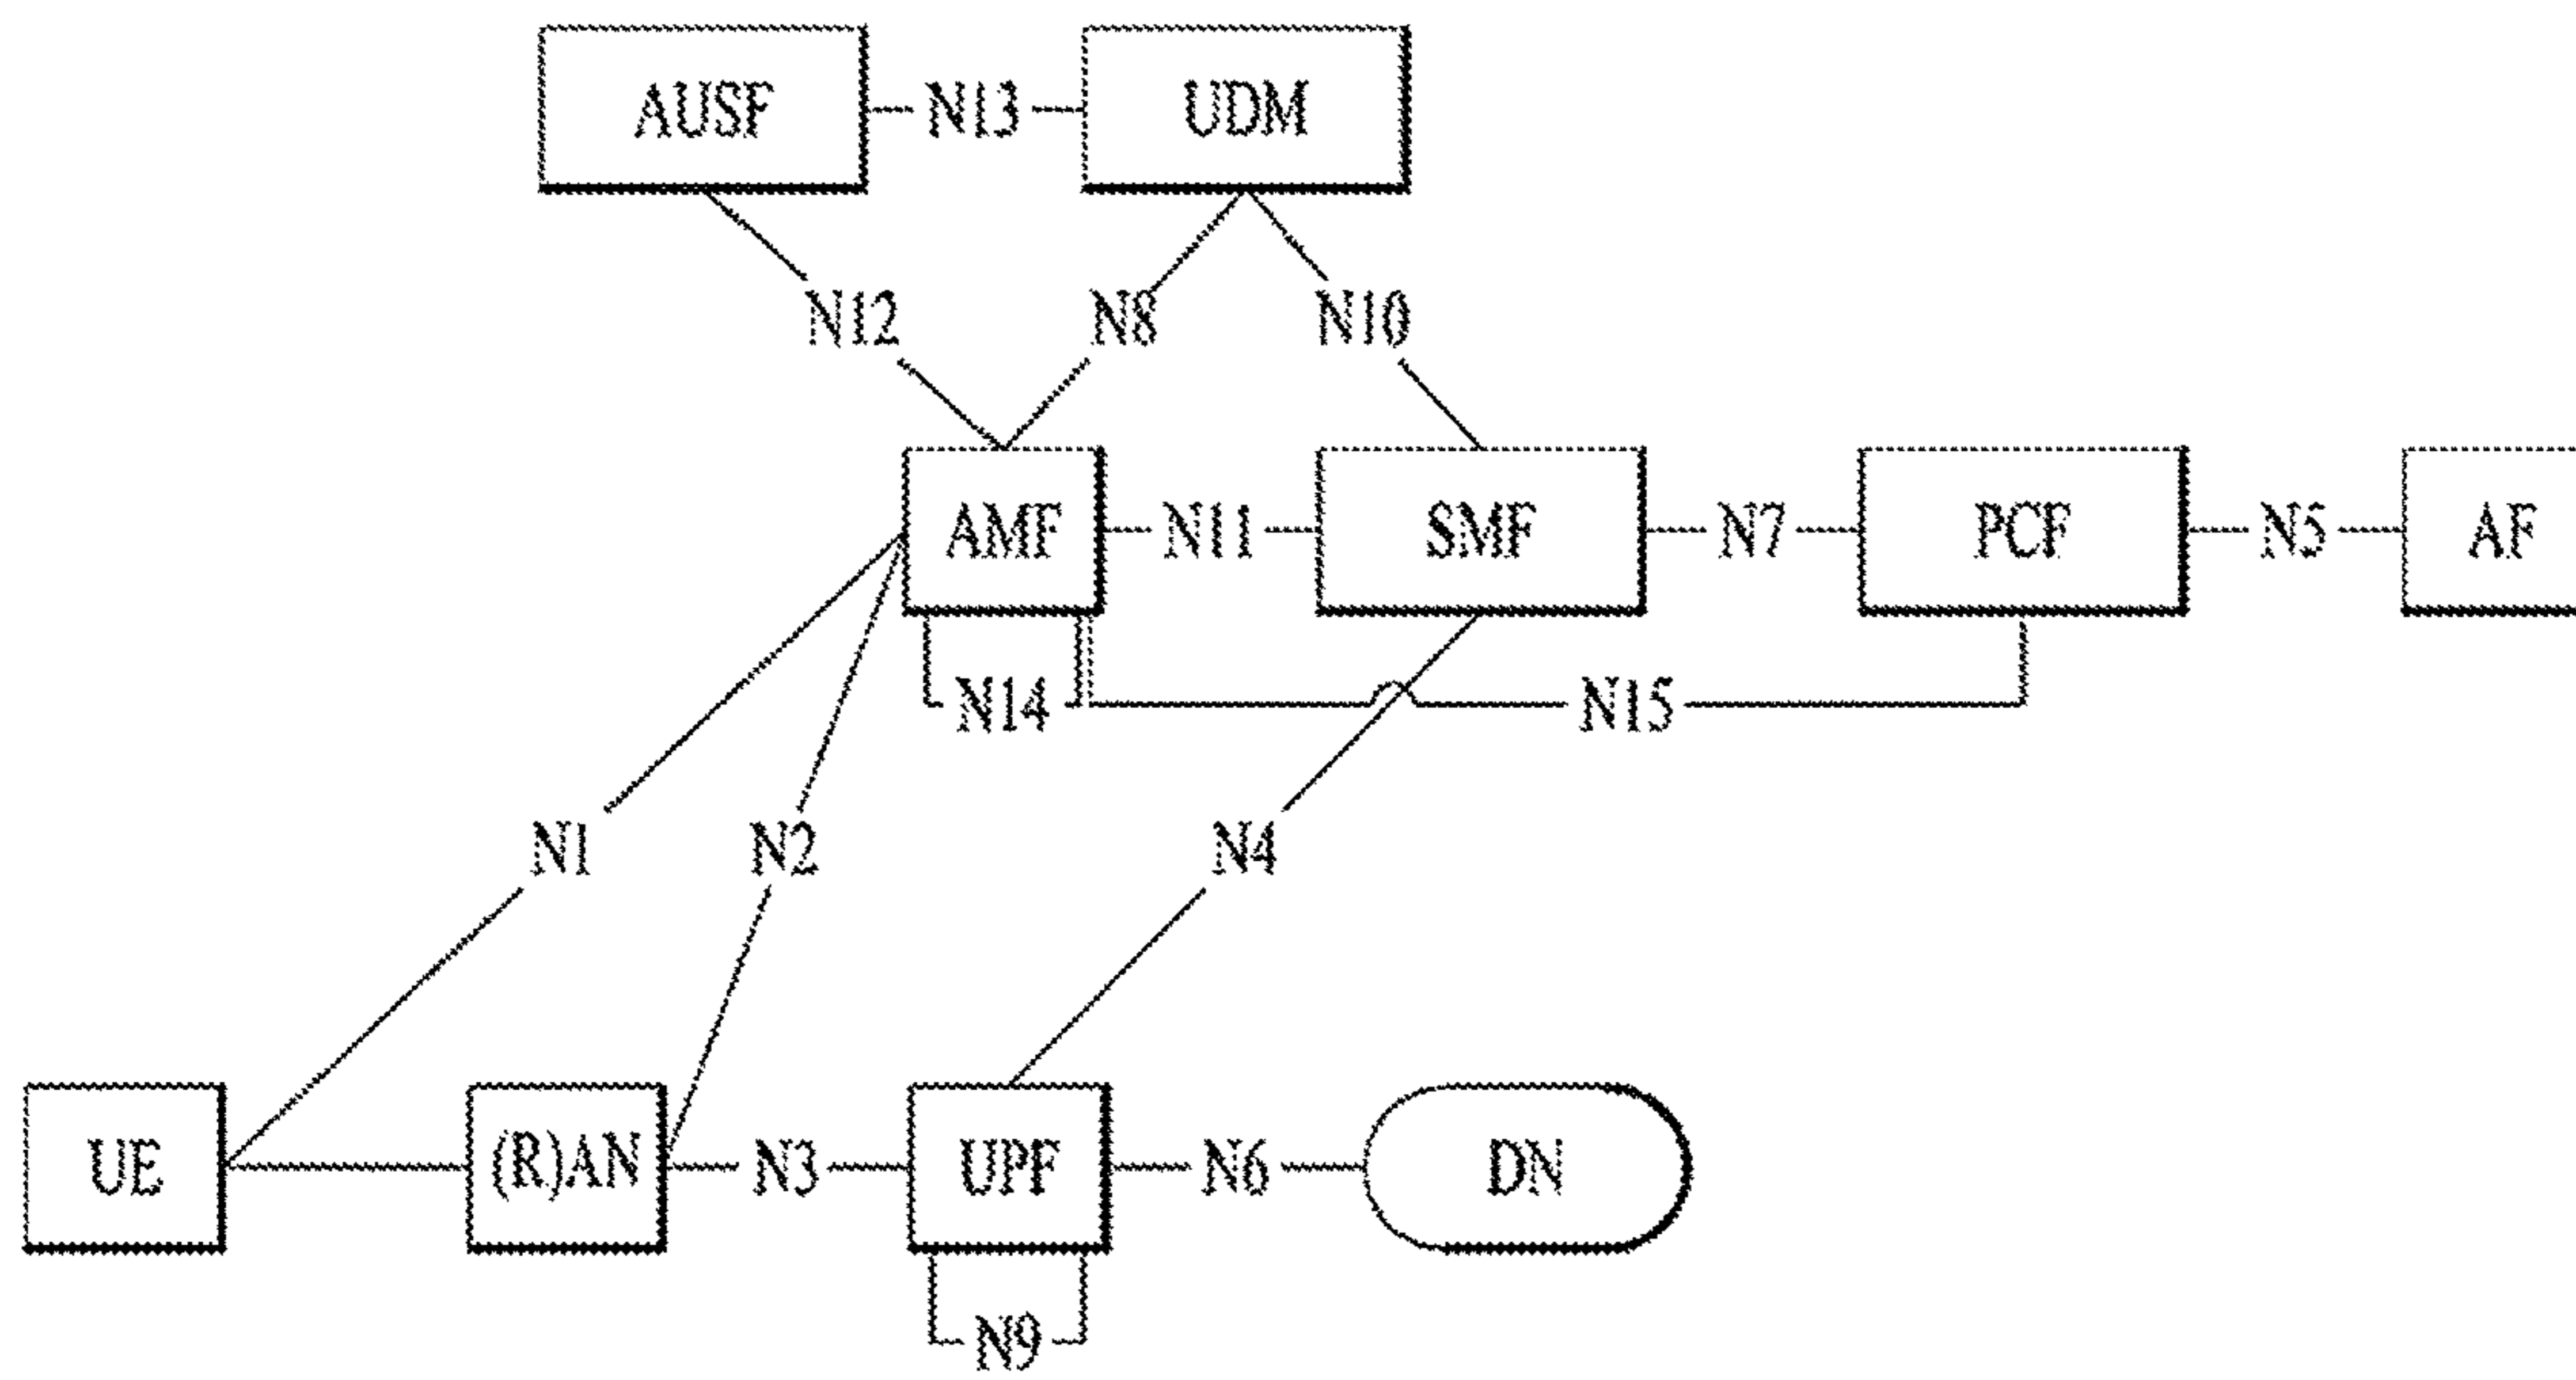 AUSF N13 UDM
N12 N8 N10
AMF N11 SMF N7 PCF N5 AF
N14 N15
N1 N2 N4
UE (R)AN N3 UPF N6 DN
N9